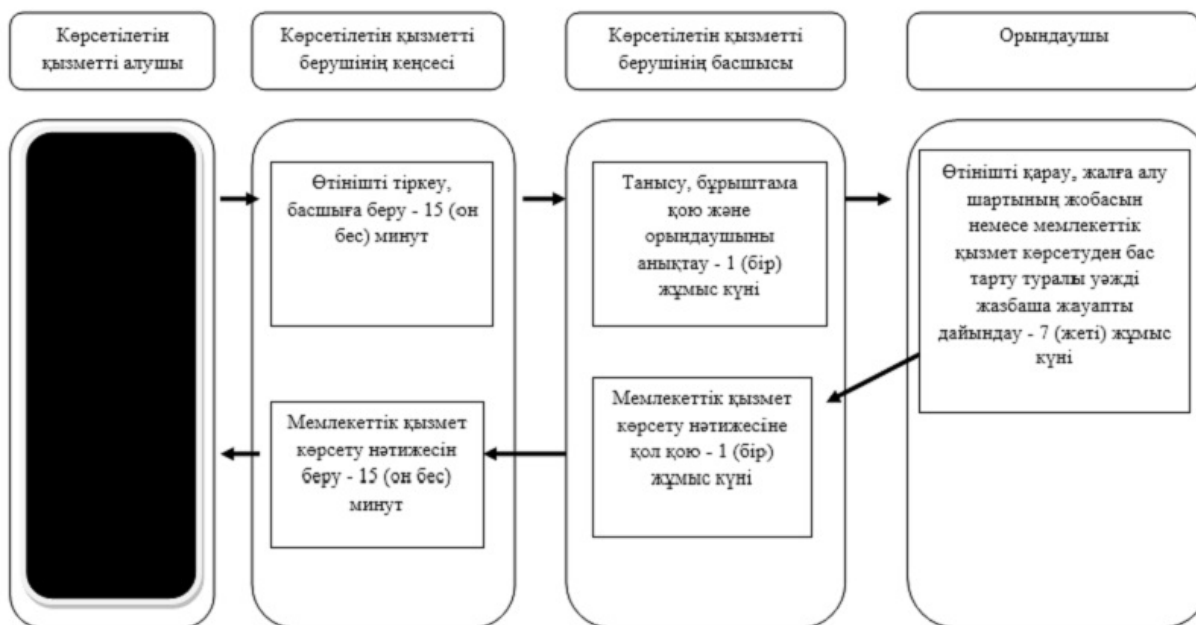 Көрсетілетін
қызметті алушы
Көрсетілетін қызметті
берушінің кеңсесі
Көрсетілетін қызметті
берушінің басшысы
Орындаушы
Өтінішті тіркеу,
басшыға беру - 15 (он
бес) минут
Танысу, бұрыштама
қою және
орындаушыны
анықтау - 1 (бір)
жұмыс күні
Өтінішті қарау, жалға алу
шартының жобасын
немесе мемлекеттік
қызмет көрсетуден бас
тарту туралы уәжді
жазбаша жауапты
дайындау - 7 (жеті) жұмыс
күні
Мемлекеттік қызмет
көрсету нәтижесіне
қол қою - 1 (бір)
жұмыс күні
Мемлекеттік қызмет
көрсету нәтижесін
беру - 15 (он бес)
минут